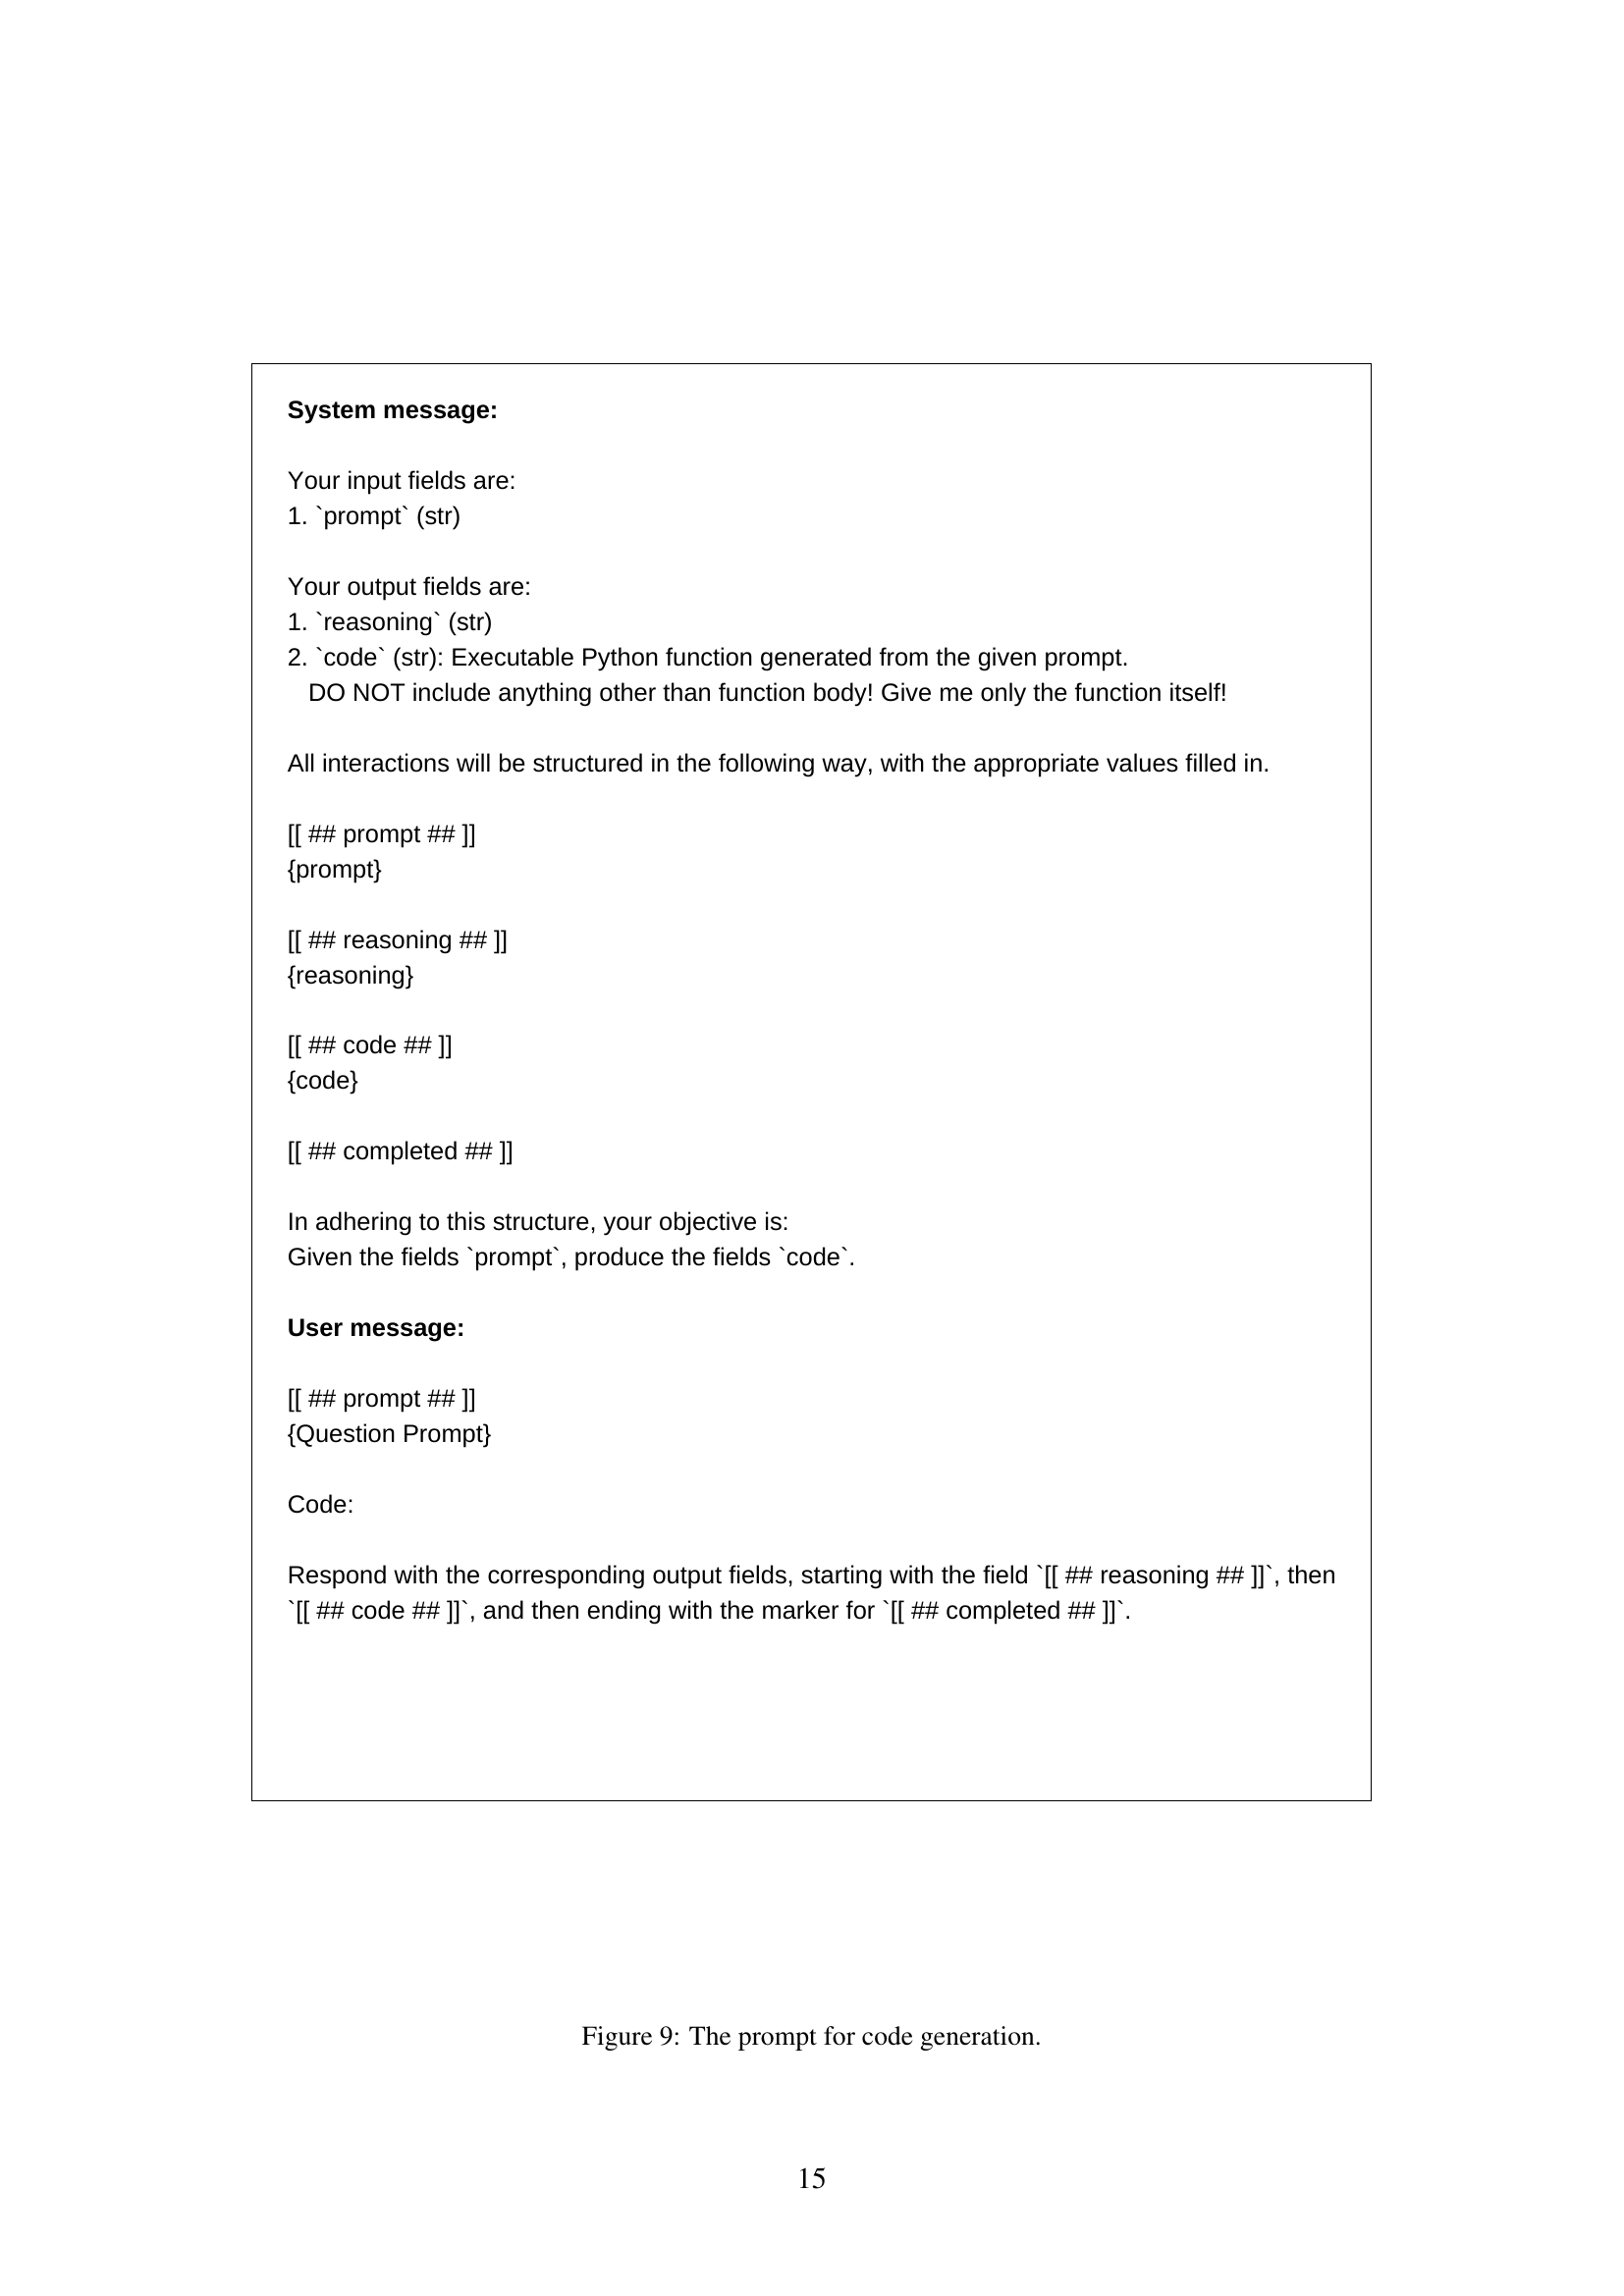 System message:
Your input fields are:
1. `prompt` (str)
Your output fields are:
1. `reasoning` (str)
2. `code` (str): Executable Python function generated from the given prompt.
DO NOT include anything other than function body! Give me only the function itself!
All interactions will be structured in the following way, with the appropriate values filled in.
[[ ## prompt ## ]]
{prompt}
[[ ## reasoning ## ]]
{reasoning}
[[ ## code ## ]]
{code}
[[ ## completed ## ]]
In adhering to this structure, your objective is:
Given the fields `prompt`, produce the fields `code`.
User message:
[[ ## prompt ## ]]
{Question Prompt}
Code:
Respond with the corresponding output fields, starting with the field `[[ ## reasoning ## ]]`, then
`[[ ## code ## ]]`, and then ending with the marker for `[[ ## completed ## ]]`.
Figure 9: The prompt for code generation.
15